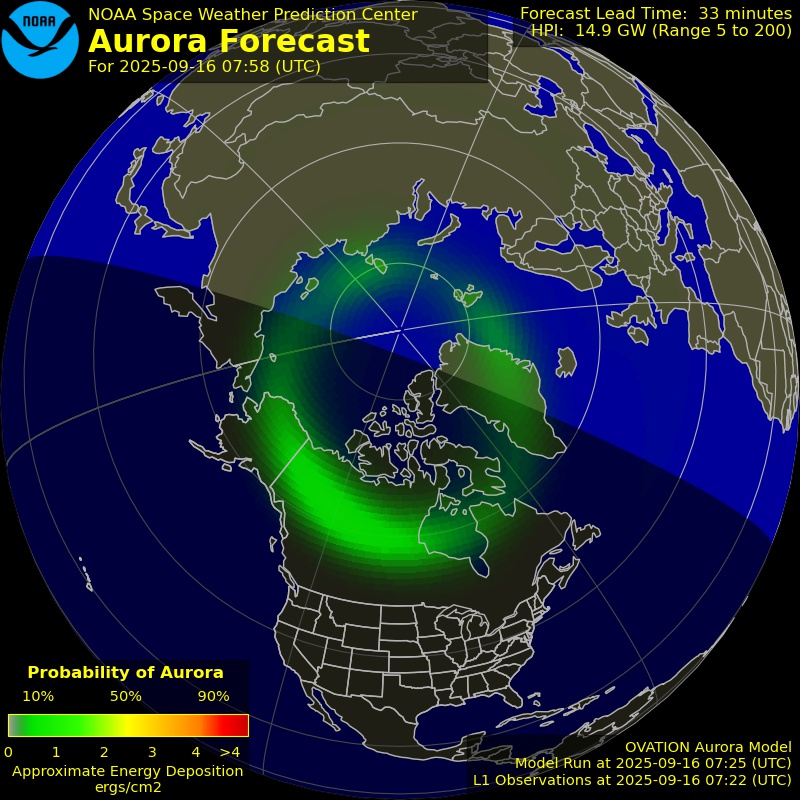 NOAA
NOAA Space Weather Prediction Center
Aurora Forecast
For 2025-09-16 07:58 (UTC)
Forecast Lead Time: 33 minutes
HPI: 14.9 GW (Range 5 to 200)
Probability of Aurora
10% 50% 90%
0 1 2 3 4 >4
Approximate Energy Deposition
ergs/cm2
OVATION Aurora Model
Model Run at 2025-09-16 07:25 (UTC)
L1 Observations at 2025-09-16 07:22 (UTC)